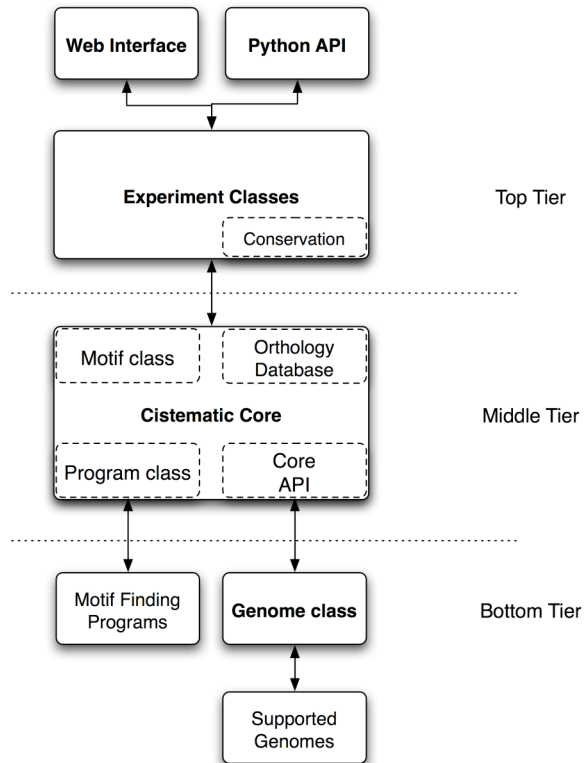 Web Interface
Python API
Experiment Classes
Top Tier
Conservation
Motif class
Orthology
Database
Cistematic Core
Middle Tier
Program class
Core
API
Motif Finding
Programs
Genome class
Bottom Tier
Supported
Genomes